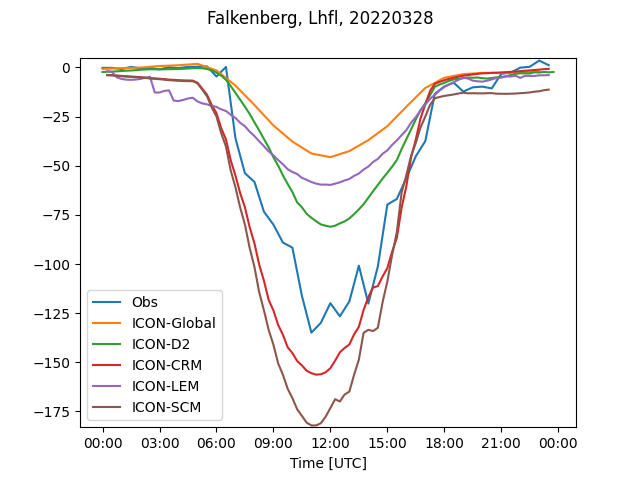 Falkenberg, Lhfl, 20220328
0
−25
−50
−75
−100
−125
−150
−175
Obs
ICON-Global
ICON-D2
ICON-CRM
ICON-LEM
ICON-SCM
00:00 03:00 06:00 09:00 12:00 15:00 18:00 21:00 00:00
Time [UTC]